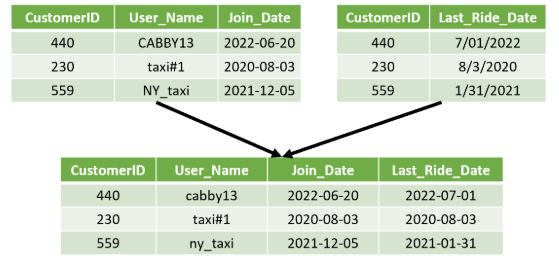 CustomerID User_Name Join_Date
440 CABBY13 2022-06-20
230 taxi#1 2020-08-03
559 NY_taxi 2021-12-05
CustomerID Last_Ride_Date
440 7/01/2022
230 8/3/2020
559 1/31/2021
CustomerID User_Name Join_Date Last_Ride_Date
440 cabby13 2022-06-20 2022-07-01
230 taxi#1 2020-08-03 2020-08-03
559 ny_taxi 2021-12-05 2021-01-31